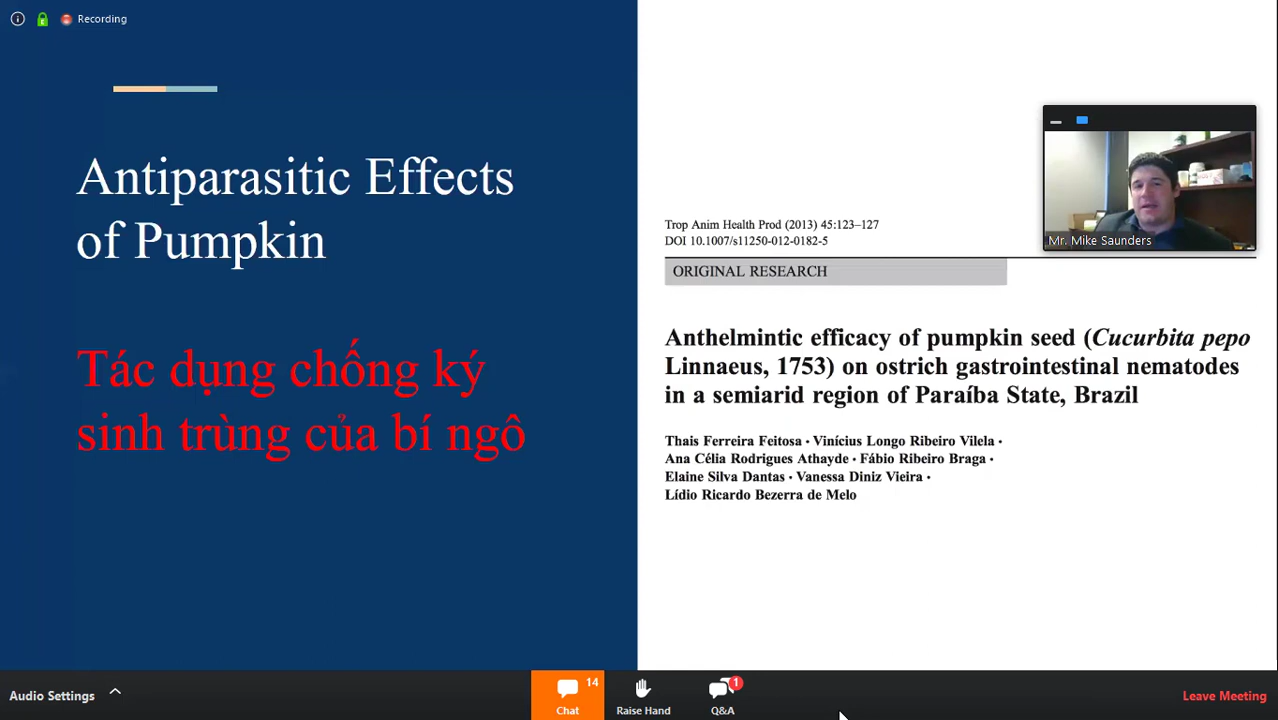 Recording
Antiparasitic Effects
of Pumpkin
Tác dụng chống ký
sinh trùng của bí ngô
Trop Anim Health Prod (2013) 45:123–127
DOI 10.1007/s11250-012-0182-5
ORIGINAL RESEARCH
Anthelmintic efficacy of pumpkin seed (Cucurbita pepo
Linnaeus, 1753) on ostrich gastrointestinal nematodes
in a semiarid region of Paraíba State, Brazil
Thais Ferreira Feitosa · Vinícius Longo Ribeiro Vilela ·
Ana Célia Rodrigues Athayde · Fábio Ribeiro Braga ·
Elaine Silva Dantas · Vanessa Diniz Vieira ·
Lídio Ricardo Bezerra de Melo
Mr. Mike Saunders
Audio Settings
14
Chat
Raise Hand
1
Q&A
Leave Meeting